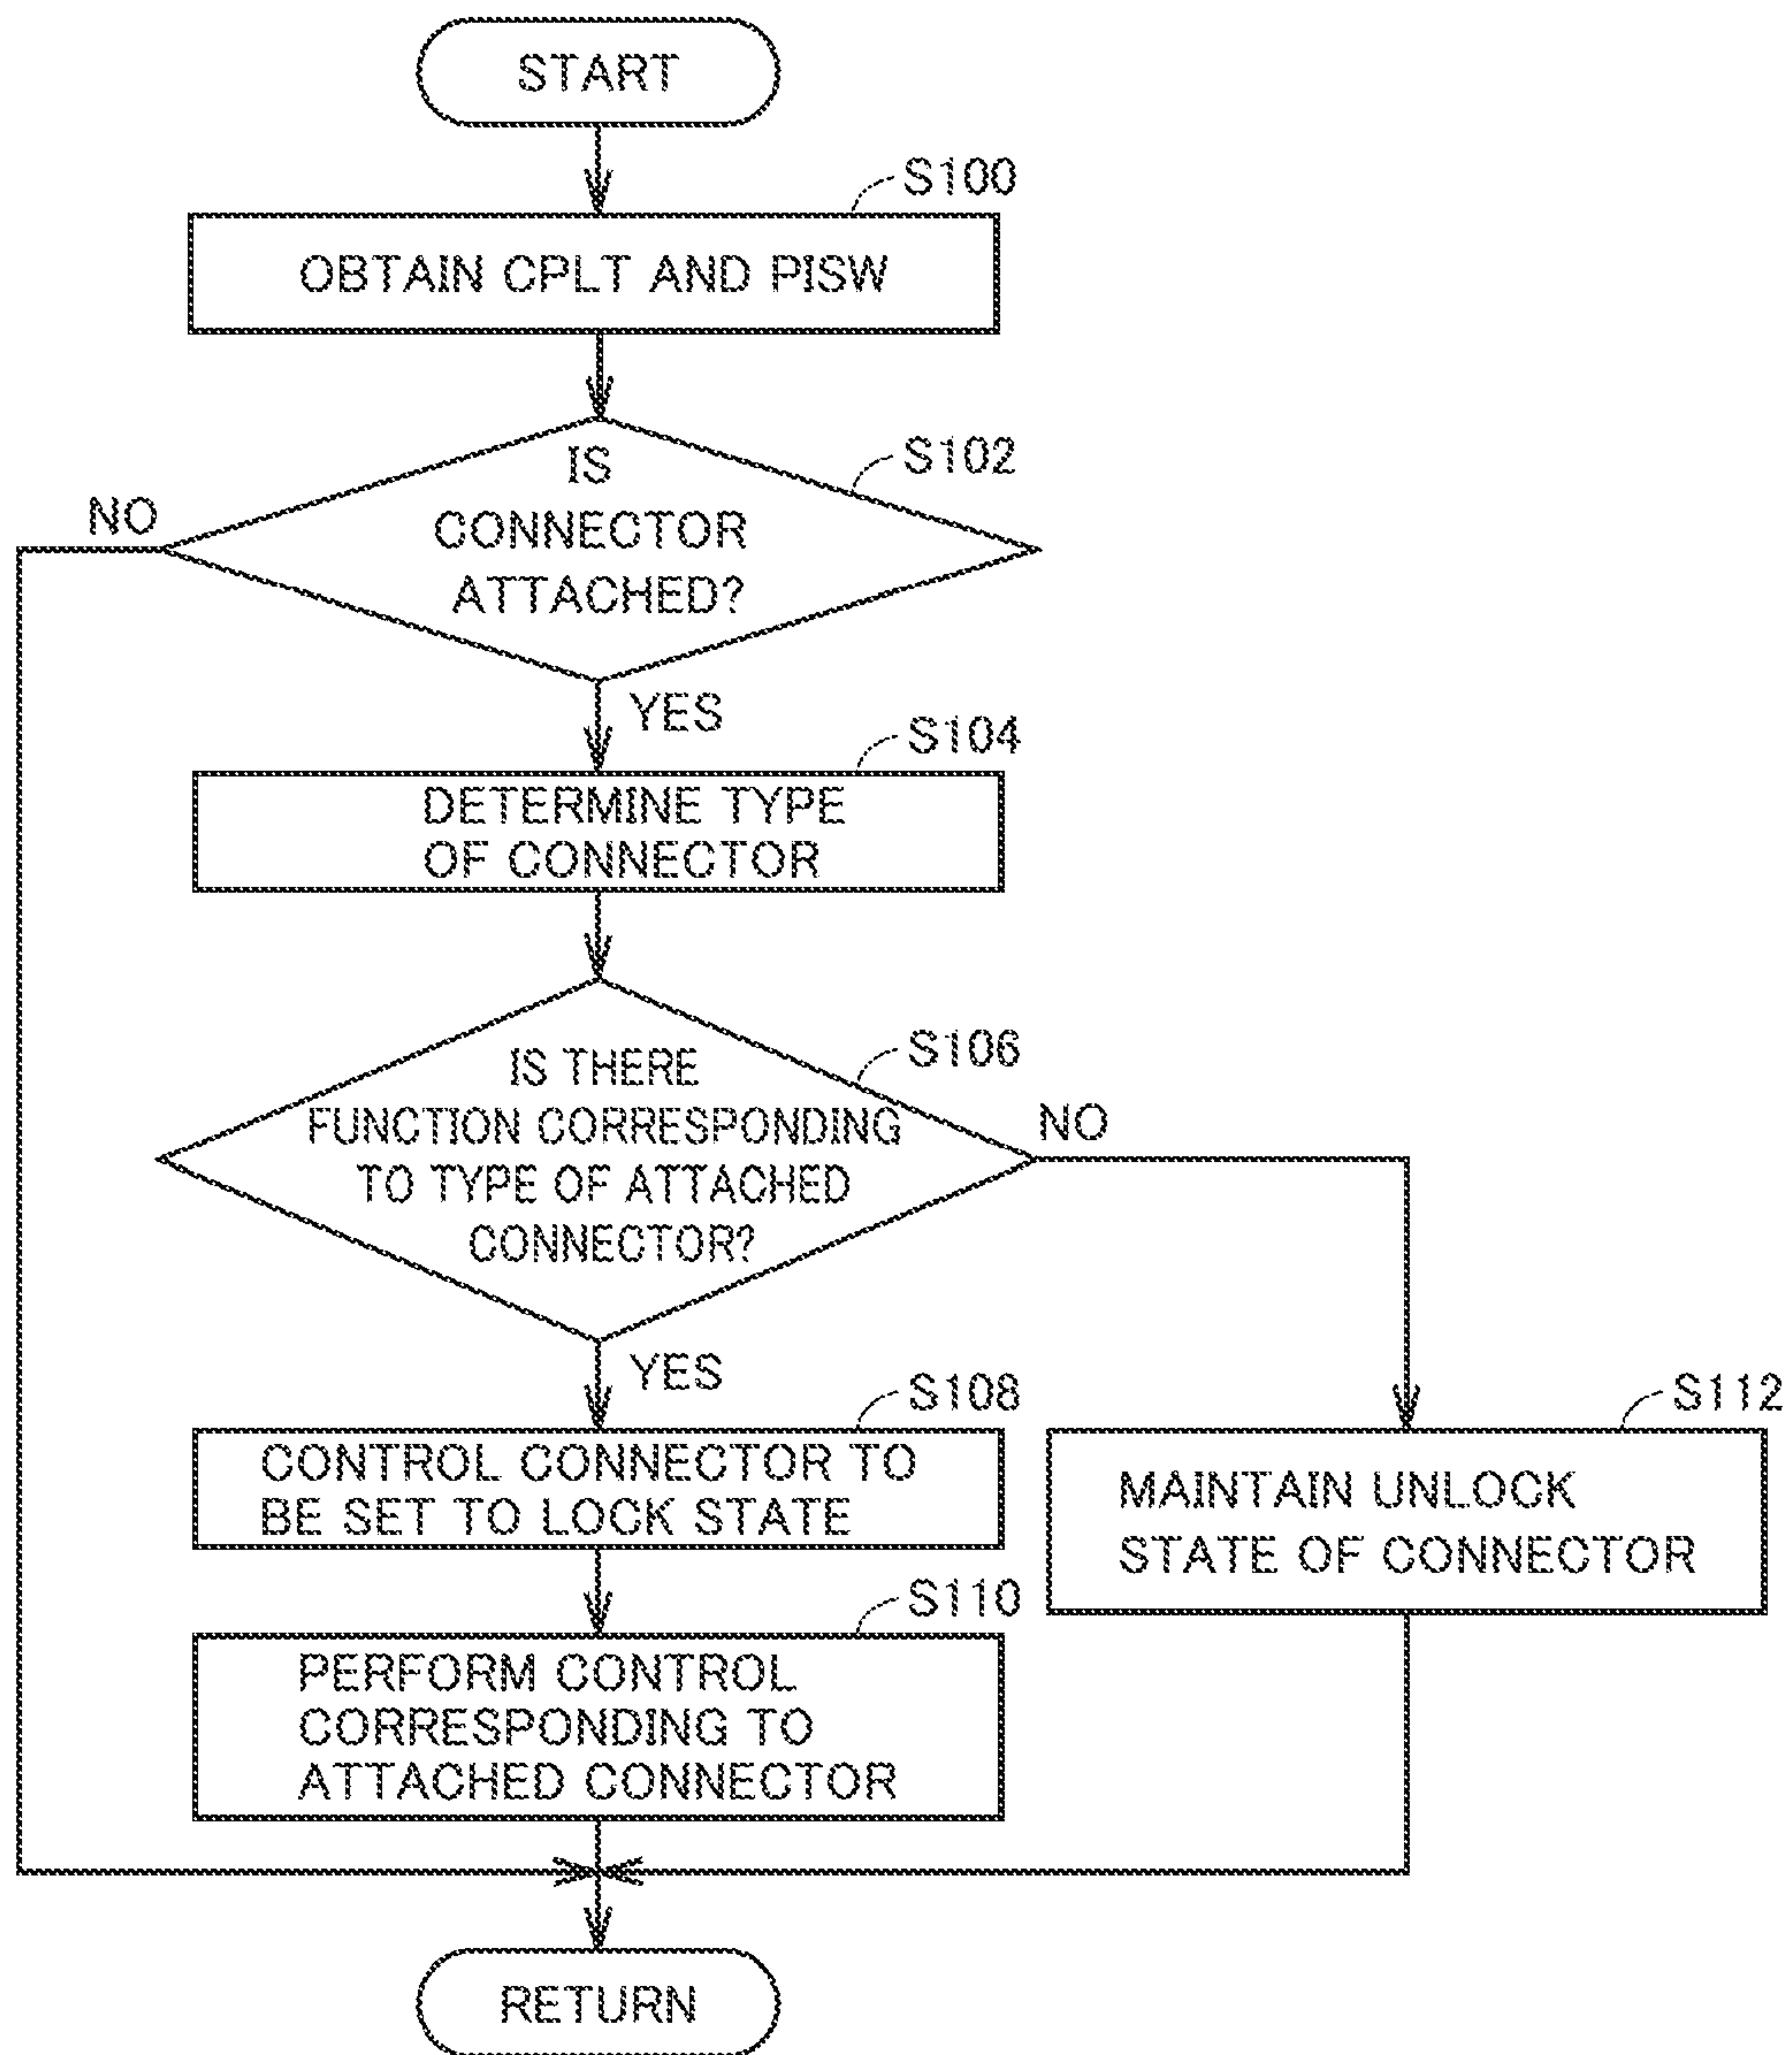 START
S100
OBTAIN CPLT AND PISW
S102
IS
CONNECTOR
ATTACHED?
NO
YES
S104
DETERMINE TYPE
OF CONNECTOR
S106
IS THERE
FUNCTION CORRESPONDING
TO TYPE OF ATTACHED
CONNECTOR?
NO
YES
S108
CONTROL CONNECTOR TO
BE SET TO LOCK STATE
S112
MAINTAIN UNLOCK
STATE OF CONNECTOR
S110
PERFORM CONTROL
CORRESPONDING TO
ATTACHED CONNECTOR
RETURN